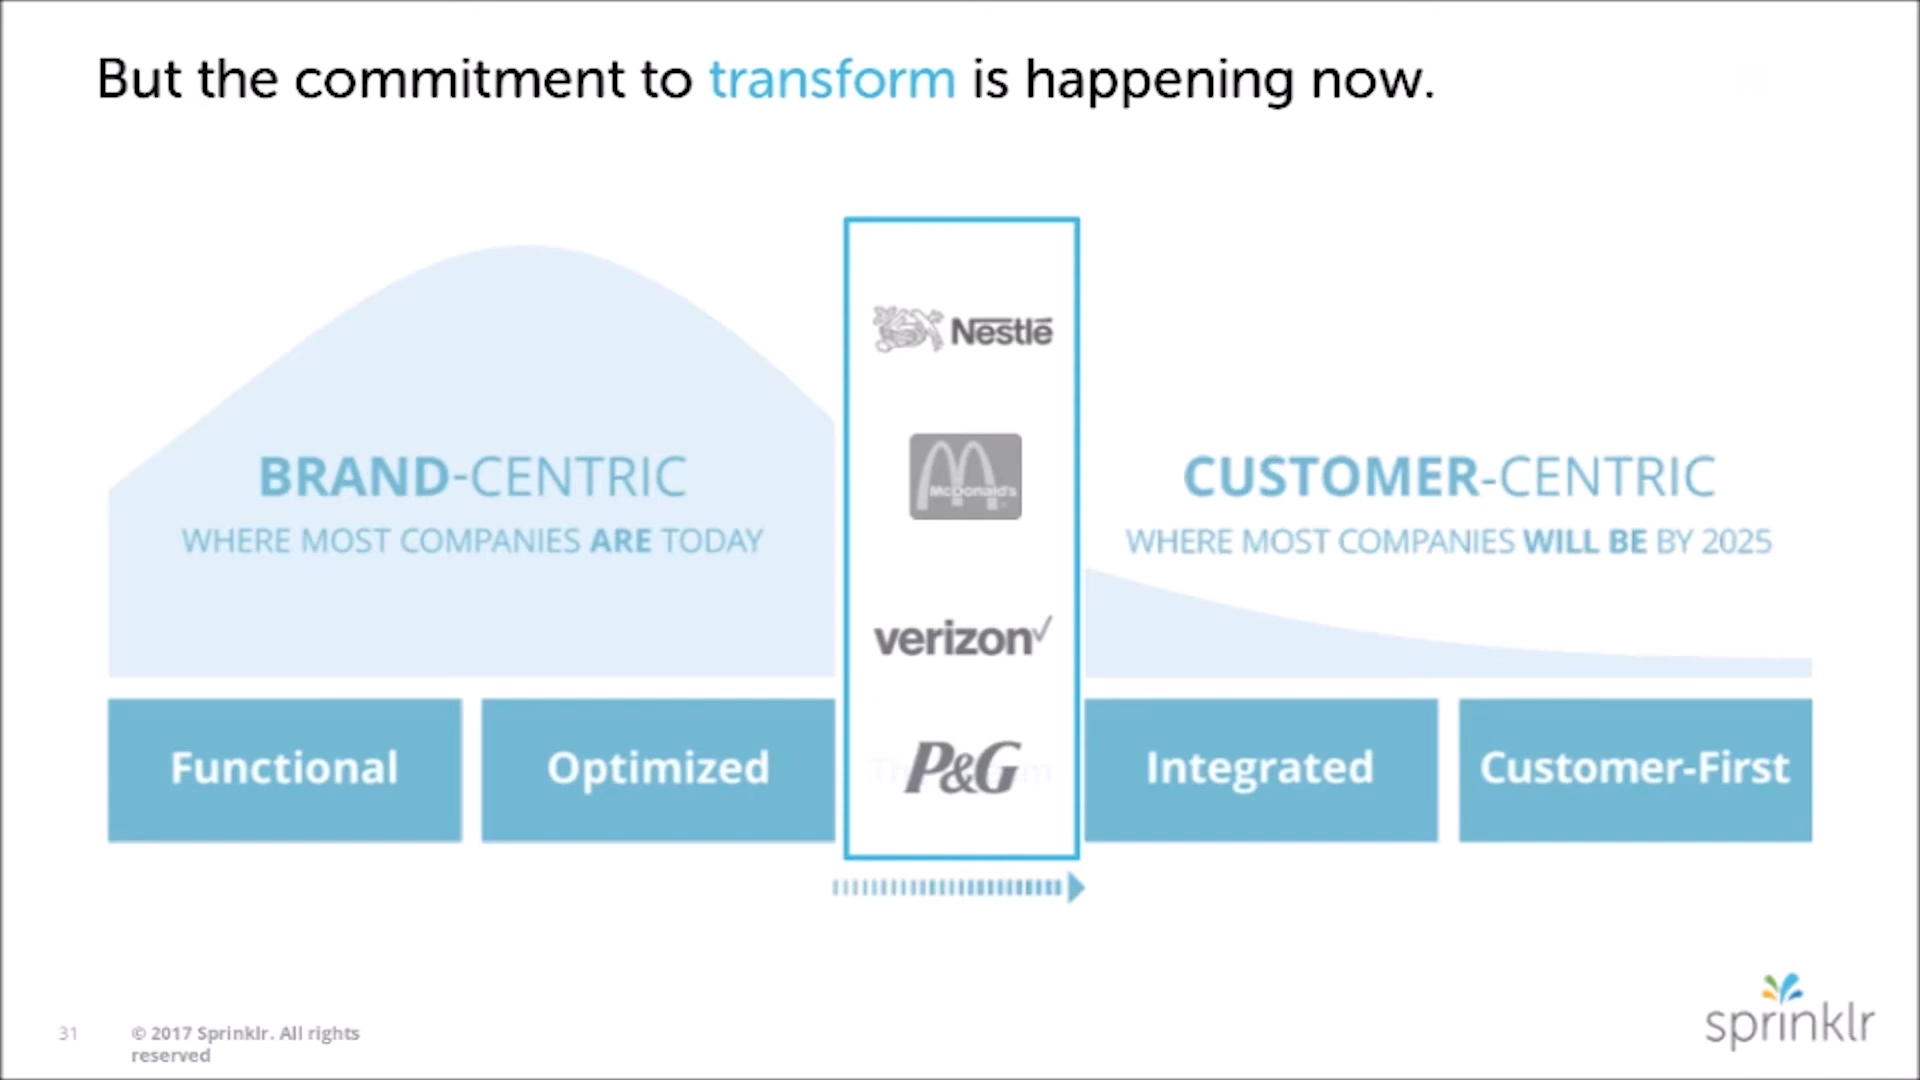 But the commitment to transform is happening now.
Nestlé
McDonald's
verizon
P&G
BRAND-CENTRIC
WHERE MOST COMPANIES ARE TODAY
CUSTOMER-CENTRIC
WHERE MOST COMPANIES WILL BE BY 2025
Functional
Optimized
Integrated
Customer-First
31
© 2017 Sprinklr. All rights
reserved
sprinklr